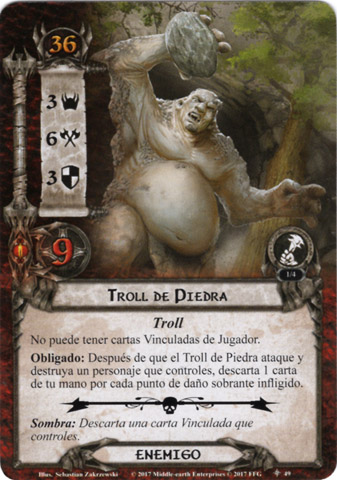 36
3
6
3
9
1/4
Troll de Piedra
Troll
No puede tener cartas Vinculadas de Jugador.
Obligado: Después de que el Troll de Piedra ataque y
destruya un personaje que controles, descarta 1 carta
de tu mano por cada punto de daño sobrante infligido.
Sombra: Descarta una carta Vinculada que
controles.
ENEMIGO
Illus. Sebastian Zakrzewski © 2017 Middle-earth Enterprises © 2017 FFG 49